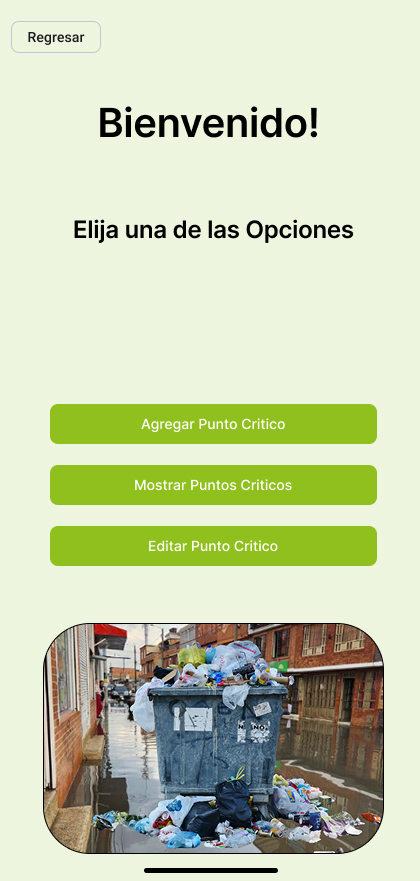 Regresar
Bienvenido!
Elija una de las Opciones
Agregar Punto Critico
Mostrar Puntos Criticos
Editar Punto Critico